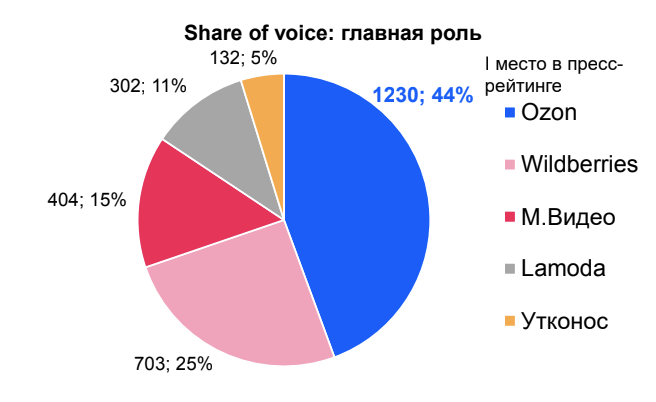 Share of voice: главная роль
132; 5%
302; 11%
1230; 44%
404; 15%
703; 25%
I место в пресс-
рейтинге
Ozon
Wildberries
М.Видео
Lamoda
Утконос